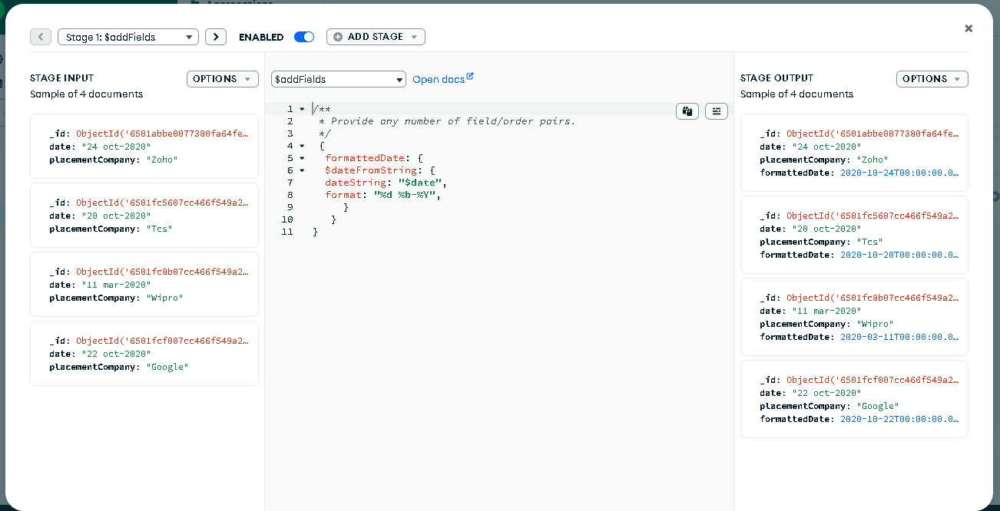 Stage 1: $addFields
ENABLED
ADD STAGE
STAGE INPUT
OPTIONS
Sample of 4 documents
_id: ObjectId('6501abbe0077380fa64fe…
date: "24 oct-2020"
placementCompany: "Zoho"
_id: ObjectId('6501fc5607cc466f549a2…
date: "20 oct-2020"
placementCompany: "Tcs"
_id: ObjectId('6501fc8b07cc466f549a2…
date: "11 mar-2020"
placementCompany: "Wipro"
_id: ObjectId('6501fcf007cc466f549a2…
date: "22 oct-2020"
placementCompany: "Google"
$addFields
Open docs
1 /**
2 * Provide any number of field/order pairs.
3 */
4 {
5 formattedDate: {
6 $dateFromString: {
7 dateString: "$date",
8 format: "%d %b-%Y",
9 }
10 }
11 }
STAGE OUTPUT
OPTIONS
Sample of 4 documents
_id: ObjectId('6501abbe0077380fa64fe…
date: "24 oct-2020"
placementCompany: "Zoho"
formattedDate: 2020-10-24T00:00:00.0…
_id: ObjectId('6501fc5607cc466f549a2…
date: "20 oct-2020"
placementCompany: "Tcs"
formattedDate: 2020-10-20T00:00:00.0…
_id: ObjectId('6501fc8b07cc466f549a2…
date: "11 mar-2020"
placementCompany: "Wipro"
formattedDate: 2020-03-11T00:00:00.0…
_id: ObjectId('6501fcf007cc466f549a2…
date: "22 oct-2020"
placementCompany: "Google"
formattedDate: 2020-10-22T00:00:00.0…